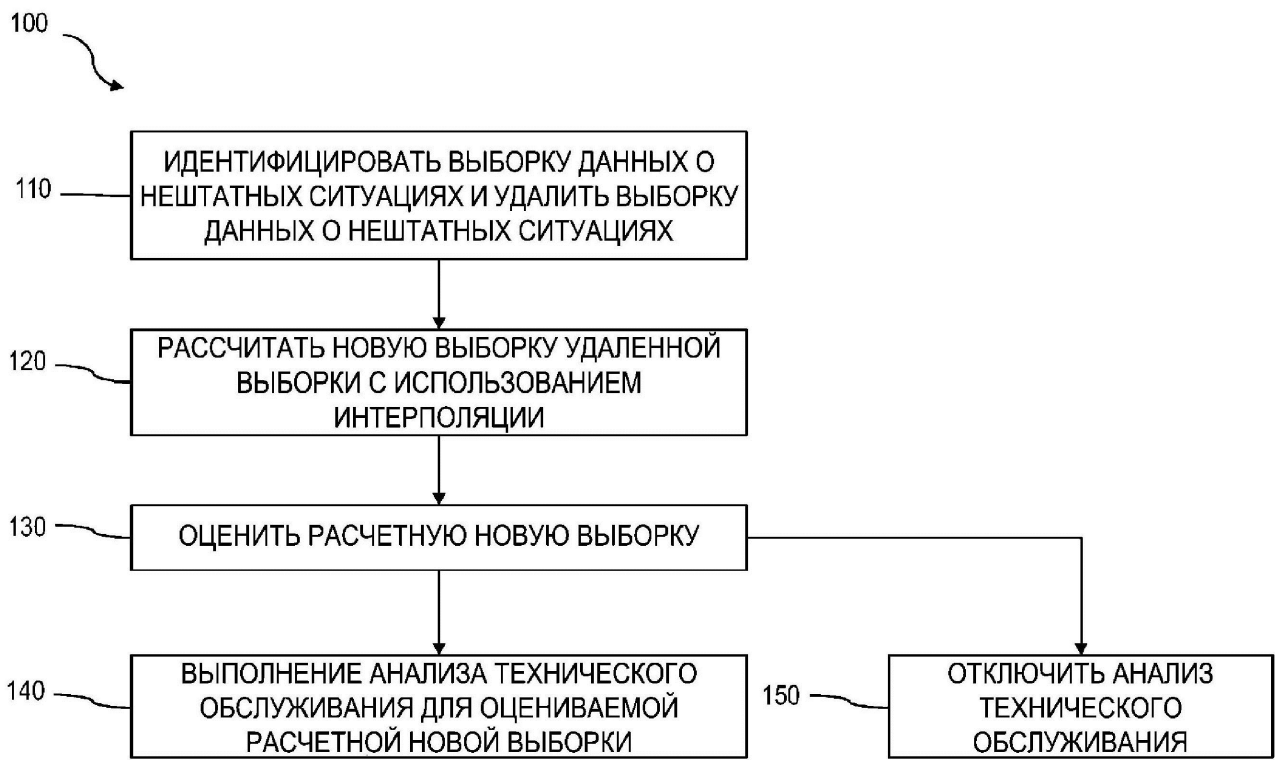 100
110
ИДЕНТИФИЦИРОВАТЬ ВЫБОРКУ ДАННЫХ О
НЕШТАТНЫХ СИТУАЦИЯХ И УДАЛИТЬ ВЫБОРКУ
ДАННЫХ О НЕШТАТНЫХ СИТУАЦИЯХ
120
РАССЧИТАТЬ НОВУЮ ВЫБОРКУ УДАЛЕННОЙ
ВЫБОРКИ С ИСПОЛЬЗОВАНИЕМ
ИНТЕРПОЛЯЦИИ
130
ОЦЕНИТЬ РАСЧЕТНУЮ НОВУЮ ВЫБОРКУ
140
ВЫПОЛНЕНИЕ АНАЛИЗА ТЕХНИЧЕСКОГО
ОБСЛУЖИВАНИЯ ДЛЯ ОЦЕНИВАЕМОЙ
РАСЧЕТНОЙ НОВОЙ ВЫБОРКИ
150
ОТКЛЮЧИТЬ АНАЛИЗ
ТЕХНИЧЕСКОГО
ОБСЛУЖИВАНИЯ